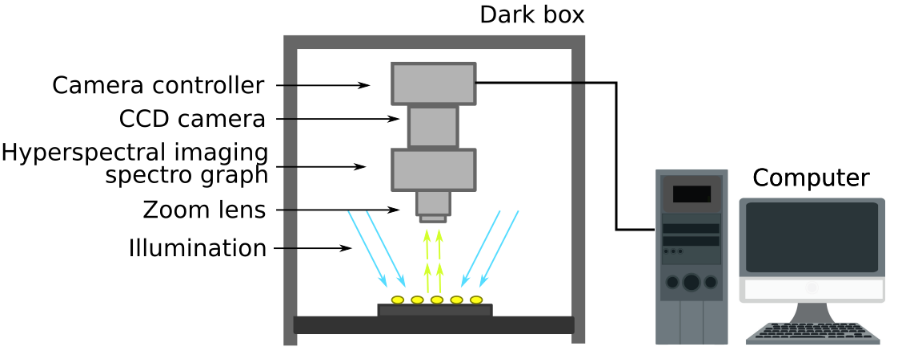 Dark box
Camera controller
CCD camera
Hyperspectral imaging
spectro graph
Zoom lens
Illumination
Computer